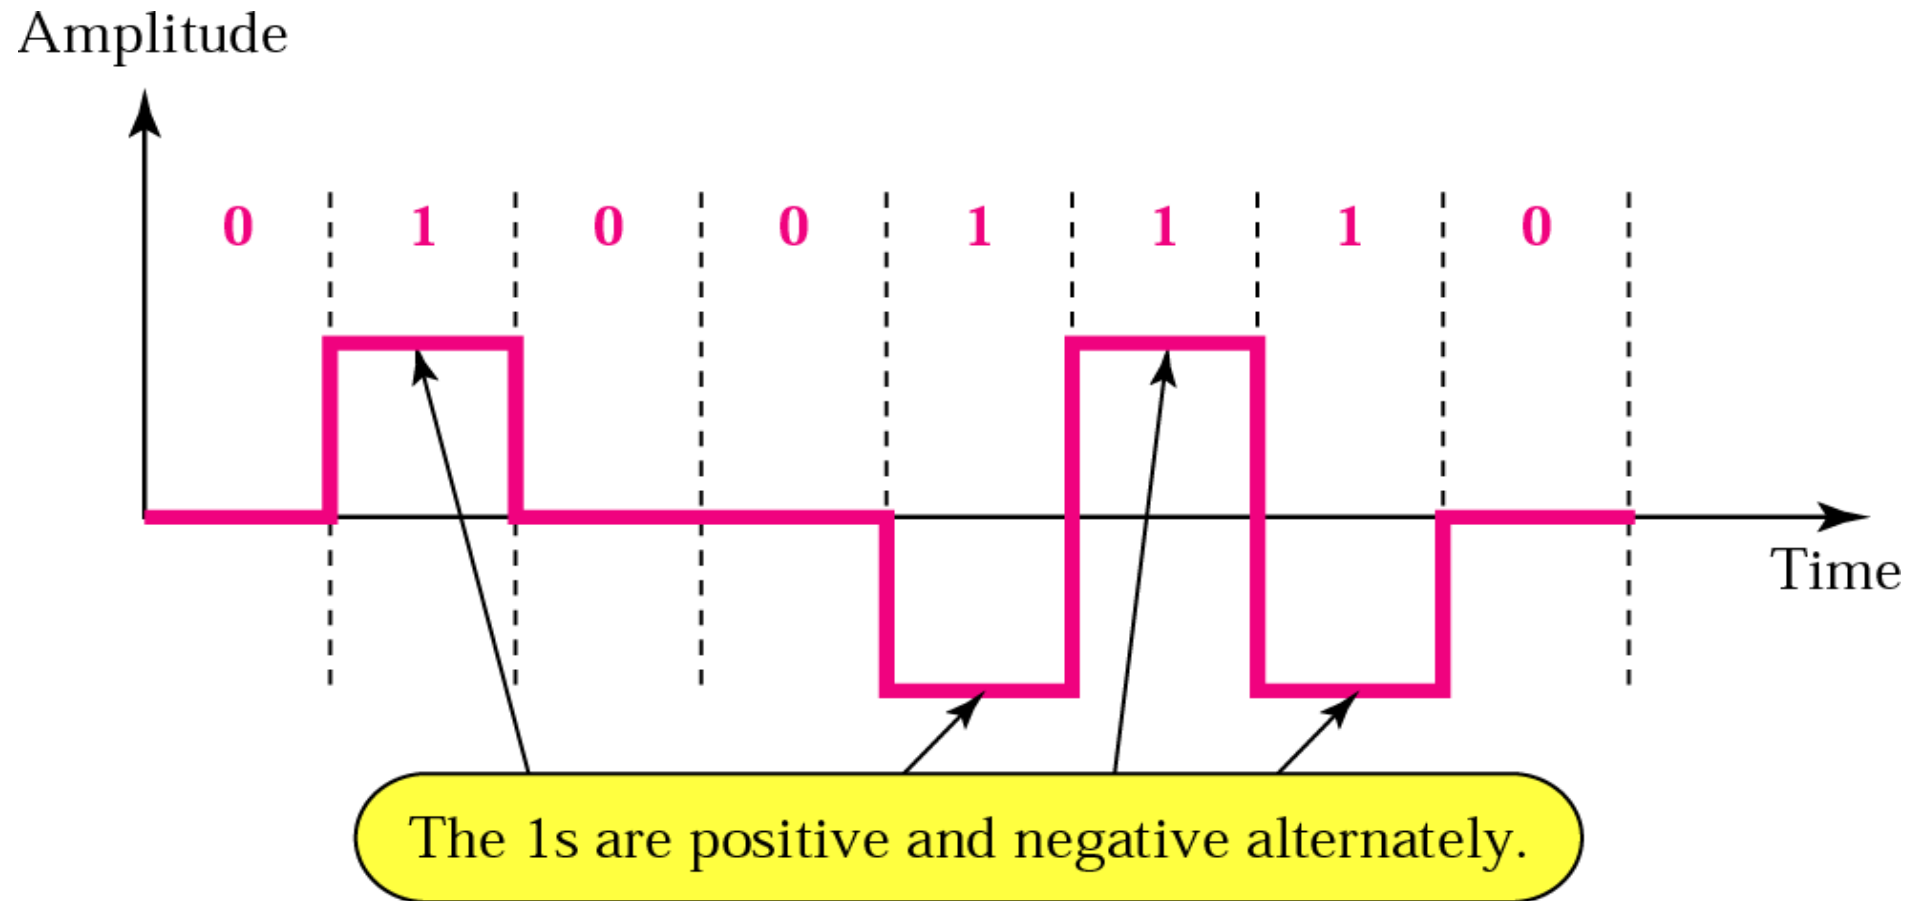 Amplitude
0 1 0 0 1 1 1 0
Time
The 1s are positive and negative alternately.